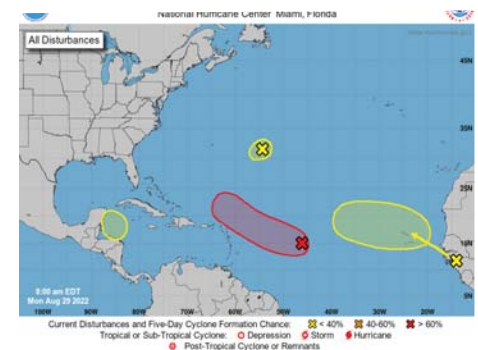 National Hurricane Center Miami, Florida
All Disturbances
45N
35N
25N
15N
5N
8:00 am EDT
Mon Aug 29 2022
100W 90W 80W 70W 60W 50W 40W 30W 20W
Current Disturbances and Five-Day Cyclone Formation Chance: < 40% 40-60% > 60%
Tropical or Sub-Tropical Cyclone: Depression Storm Hurricane
Post-Tropical Cyclone or Remnants